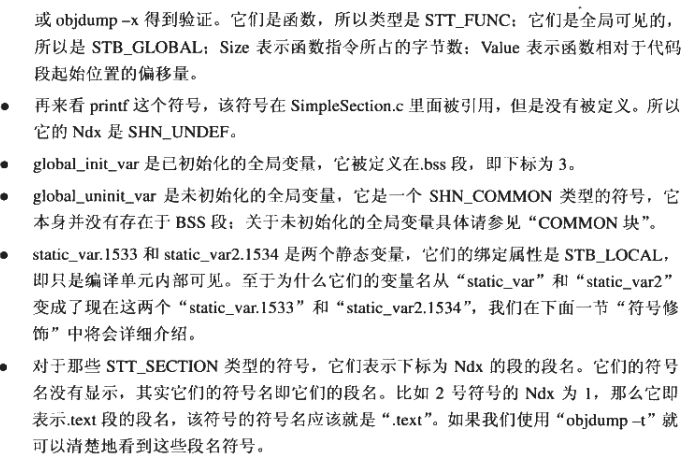 或 objdump –x 得到验证。它们是函数，所以类型是 STT_FUNC；它们是全局可见的，
所以是 STB_GLOBAL；Size 表示函数指令所占的字节数；Value 表示函数相对于代码
段起始位置的偏移量。
● 再来看 printf 这个符号，该符号在 SimpleSection.c 里面被引用，但是没有被定义。所以
它的 Ndx 是 SHN_UNDEF。
● global_init_var 是已初始化的全局变量，它被定义在.bss 段，即下标为 3。
● global_uninit_var 是未初始化的全局变量，它是一个 SHN_COMMON 类型的符号，它
本身并没有存在于 BSS 段；关于未初始化的全局变量具体请参见“COMMON 块”。
● static_var.1533 和 static_var2.1534 是两个静态变量，它们的绑定属性是 STB_LOCAL，
即只是编译单元内部可见。至于为什么它们的变量名从“static_var”和“static_var2”
变成了现在这两个“static_var.1533”和“static_var2.1534”，我们在下面一节“符号修
饰”中将会详细介绍。
● 对于那些 STT_SECTION 类型的符号，它们表示下标为 Ndx 的段的段名。它们的符号
名没有显示，其实它们的符号名即它们的段名。比如 2 号符号的 Ndx 为 1，那么它即
表示.text 段的段名，该符号的符号名应该就是“.text”。如果我们使用“objdump –t”就
可以清楚地看到这些段名符号。